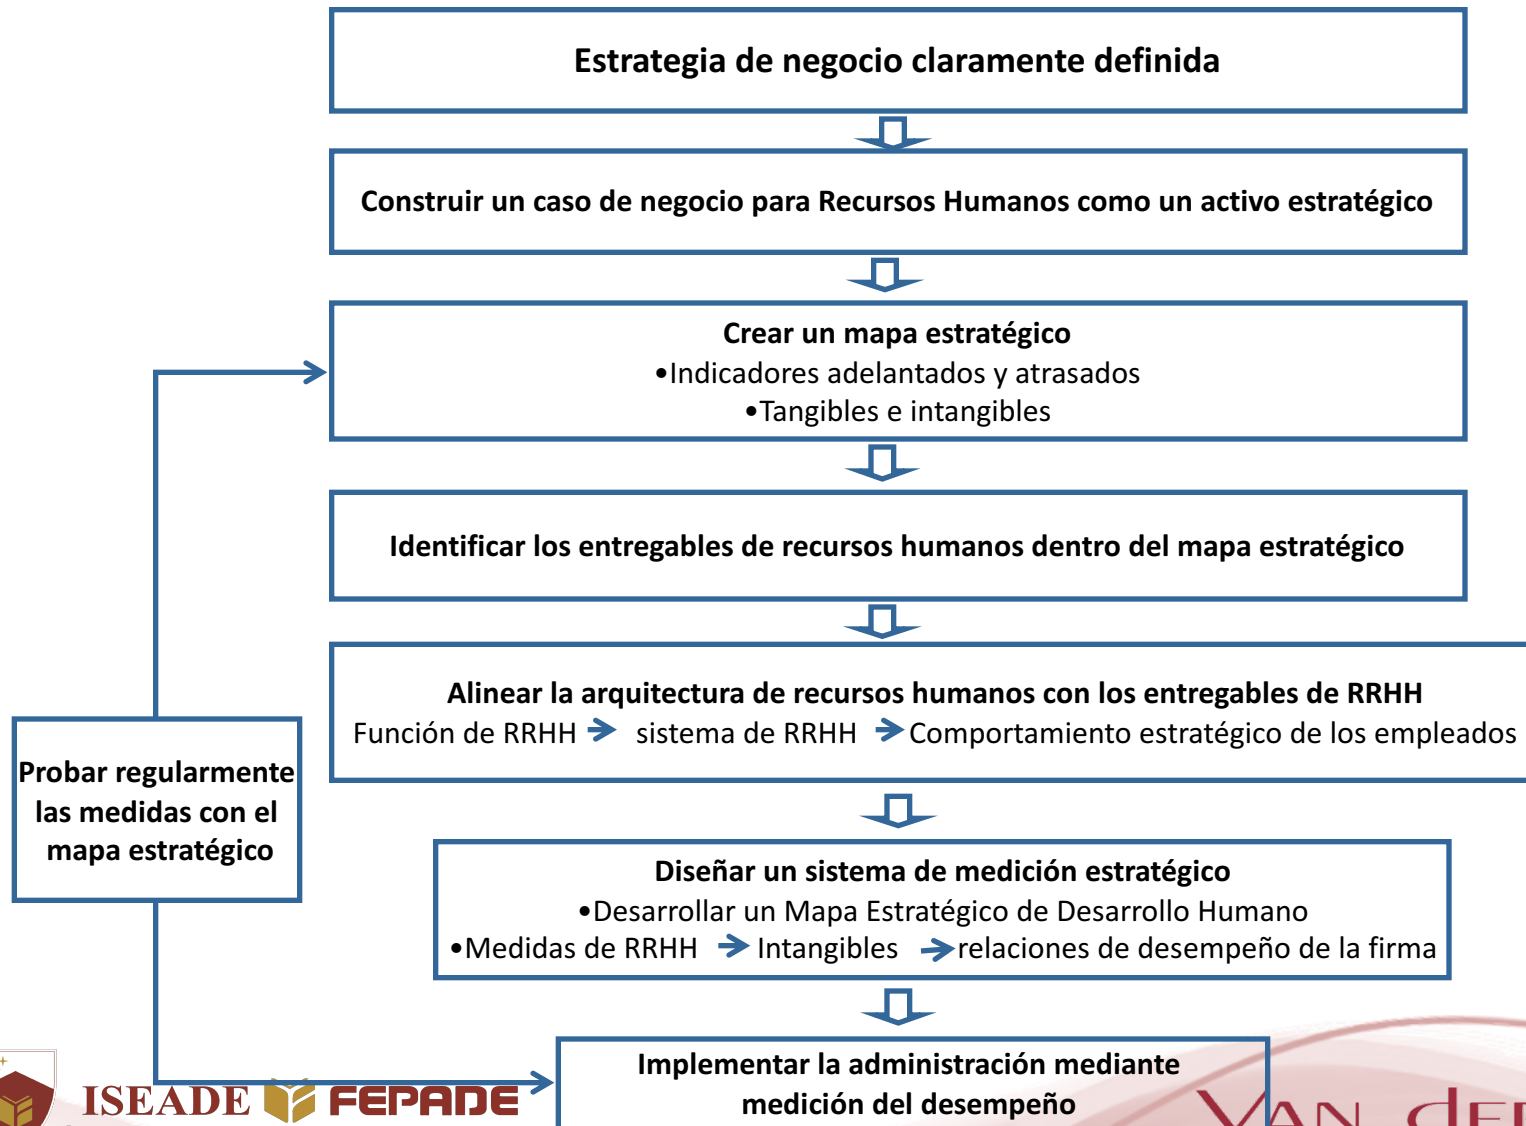 Estrategia de negocio claramente definida
Construir un caso de negocio para Recursos Humanos como un activo estratégico
Crear un mapa estratégico
•Indicadores adelantados y atrasados
•Tangibles e intangibles
Identificar los entregables de recursos humanos dentro del mapa estratégico
Alinear la arquitectura de recursos humanos con los entregables de RRHH
Función de RRHH → sistema de RRHH → Comportamiento estratégico de los empleados
Probar regularmente
las medidas con el
mapa estratégico
Diseñar un sistema de medición estratégico
•Desarrollar un Mapa Estratégico de Desarrollo Humano
•Medidas de RRHH → Intangibles → relaciones de desempeño de la firma
Implementar la administración mediante
medición del desempeño
ISEADE FEPADE
VAN